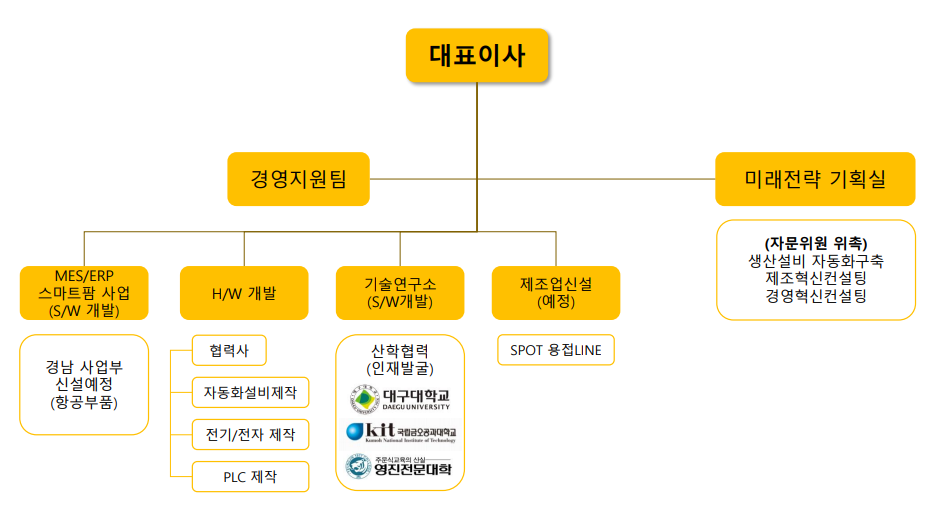 대표이사
경영지원팀
미래전략 기획실
(자문위원 위촉)
생산설비 자동화구축
제조혁신컨설팅
경영혁신컨설팅
MES/ERP
스마트팜 사업
(S/W 개발)
H/W 개발
기술연구소
(S/W개발)
제조업신설
(예정)
경남 사업부
신설예정
(항공부품)
협력사
자동화설비제작
전기/전자 제작
PLC 제작
산학협력
(인재발굴)
대구대학교
DAEGU UNIVERSITY
kit 국립금오공과대학교
Kumoh National Institute of Technology
주문식교육의 산실
영진전문대학
SPOT 용접LINE